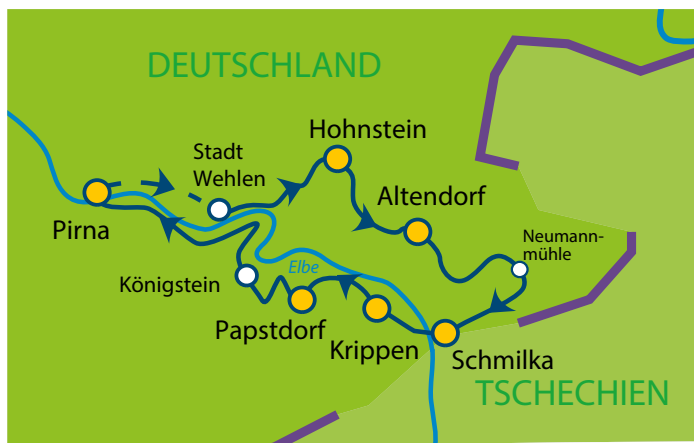 DEUTSCHLAND
Hohnstein
Stadt
Wehlen
Altendorf
Pirna
Neumann-
mühle
Königstein
Elbe
Papstdorf
Krippen
Schmilka
TSCHECHIEN